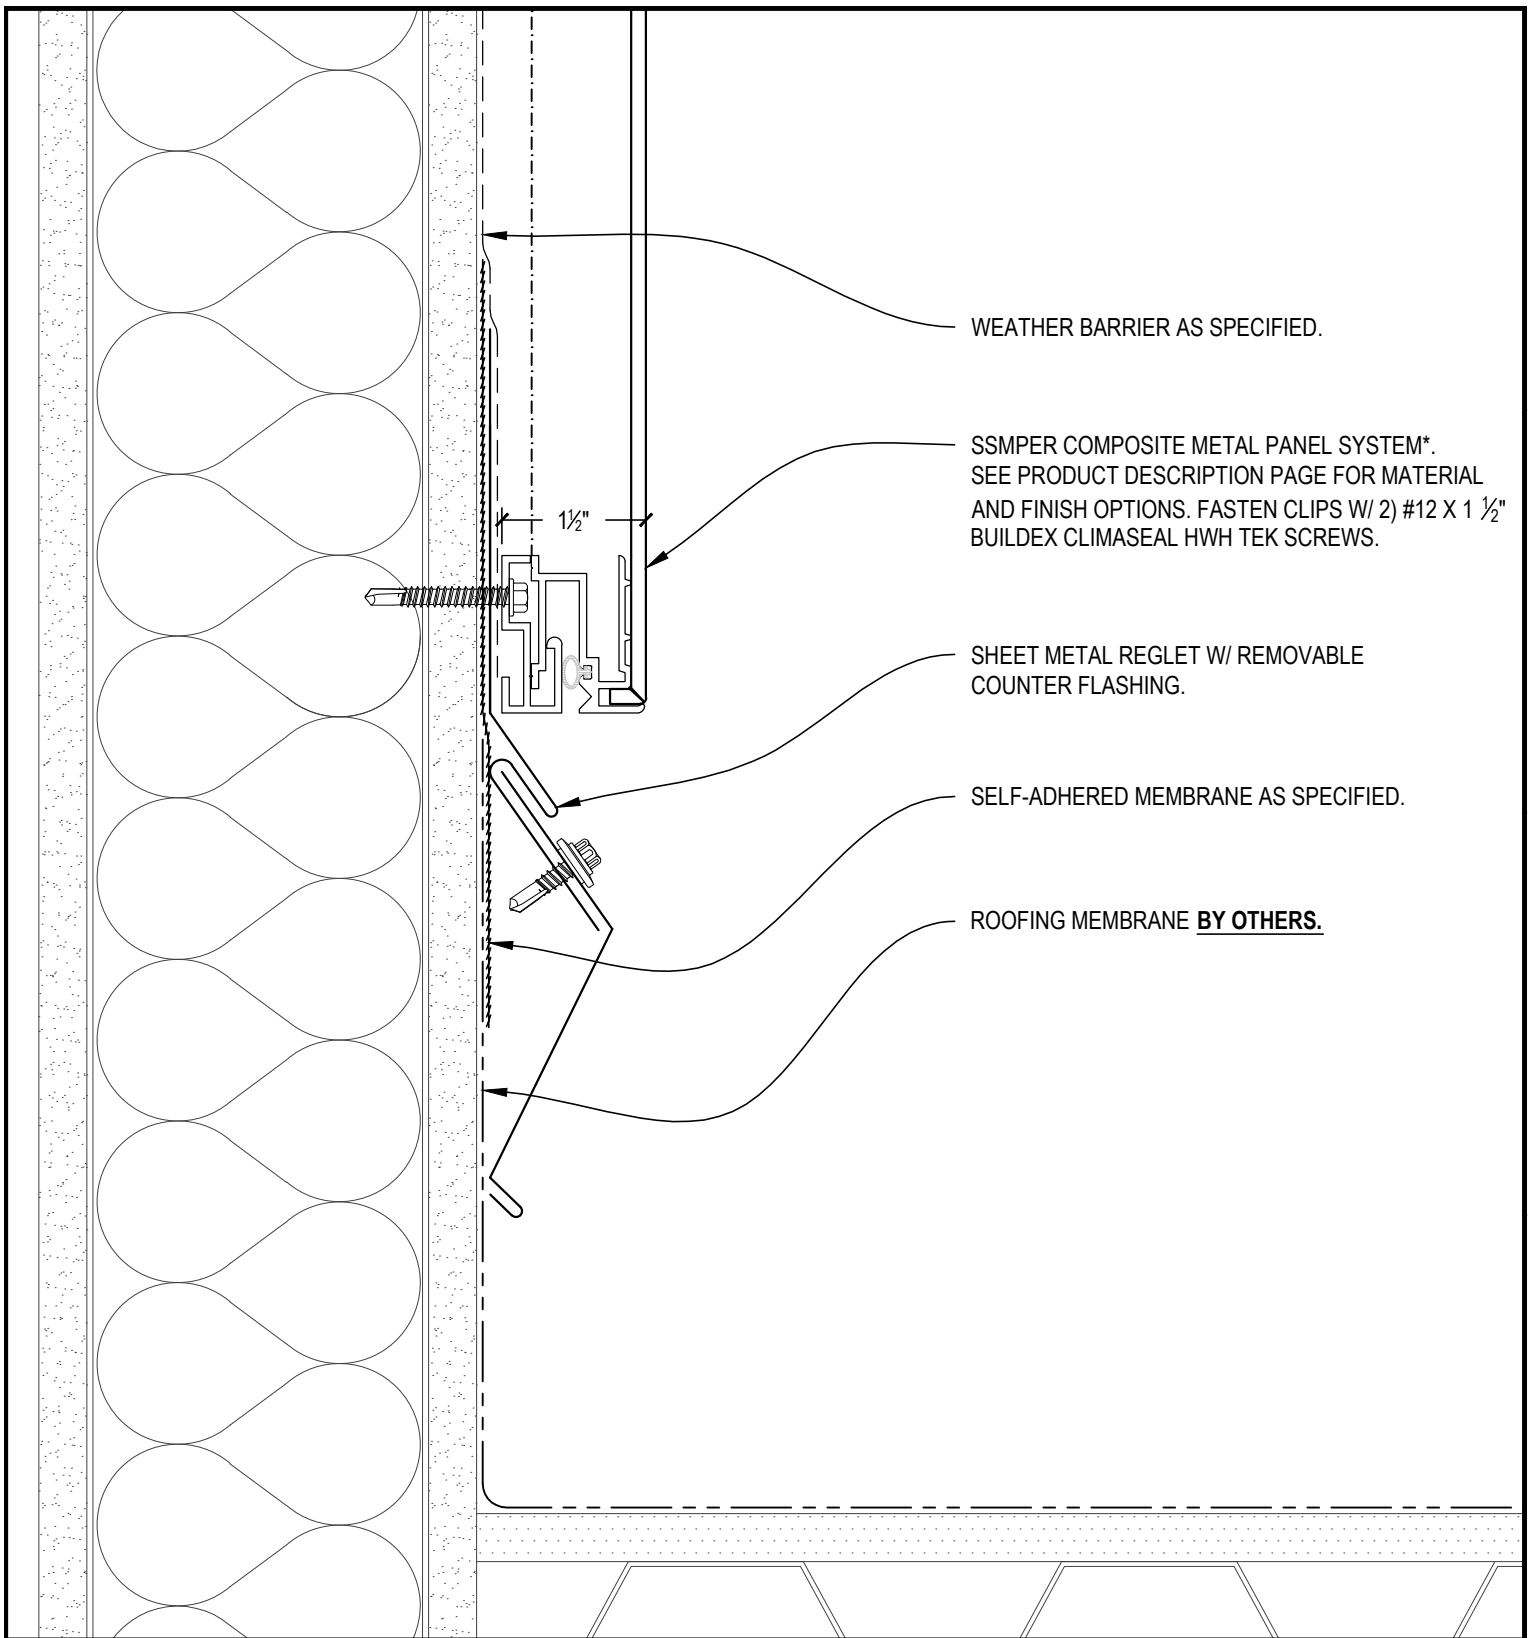 WEATHER BARRIER AS SPECIFIED.
SSMPER COMPOSITE METAL PANEL SYSTEM*.
SEE PRODUCT DESCRIPTION PAGE FOR MATERIAL
AND FINISH OPTIONS. FASTEN CLIPS W/ 2) #12 X 1 ½"
BUILDEX CLIMASEAL HWH TEK SCREWS.
1½"
SHEET METAL REGLET W/ REMOVABLE
COUNTER FLASHING.
SELF-ADHERED MEMBRANE AS SPECIFIED.
ROOFING MEMBRANE BY OTHERS.